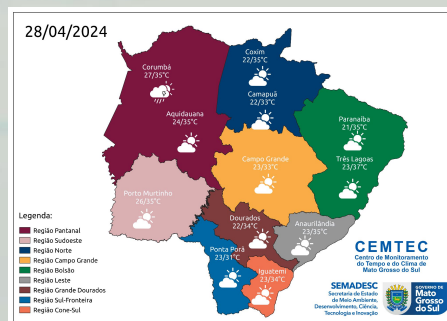 28/04/2024
Coxim
22/35°C
Corumbá
27/35°C
Camapuã
22/33°C
Aquidauana
24/35°C
Paranaíba
21/35°C
Campo Grande
23/33°C
Três Lagoas
23/37°C
Porto Murtinho
26/35°C
Dourados
22/34°C
Anaurilândia
23/35°C
Ponta Porã
23/31°C
Iguatemi
23/34°C
Legenda:
Região Pantanal
Região Sudoeste
Região Norte
Região Campo Grande
Região Bolsão
Região Leste
Região Grande Dourados
Região Sul-Fronteira
Região Cone-Sul
CEMTEC
Centro de Monitoramento
do Tempo e do Clima de
Mato Grosso do Sul
SEMADESC
Secretaria de Estado
de Meio Ambiente,
Desenvolvimento, Ciência,
Tecnologia e Inovação
GOVERNO DE
Mato
Grosso
do Sul